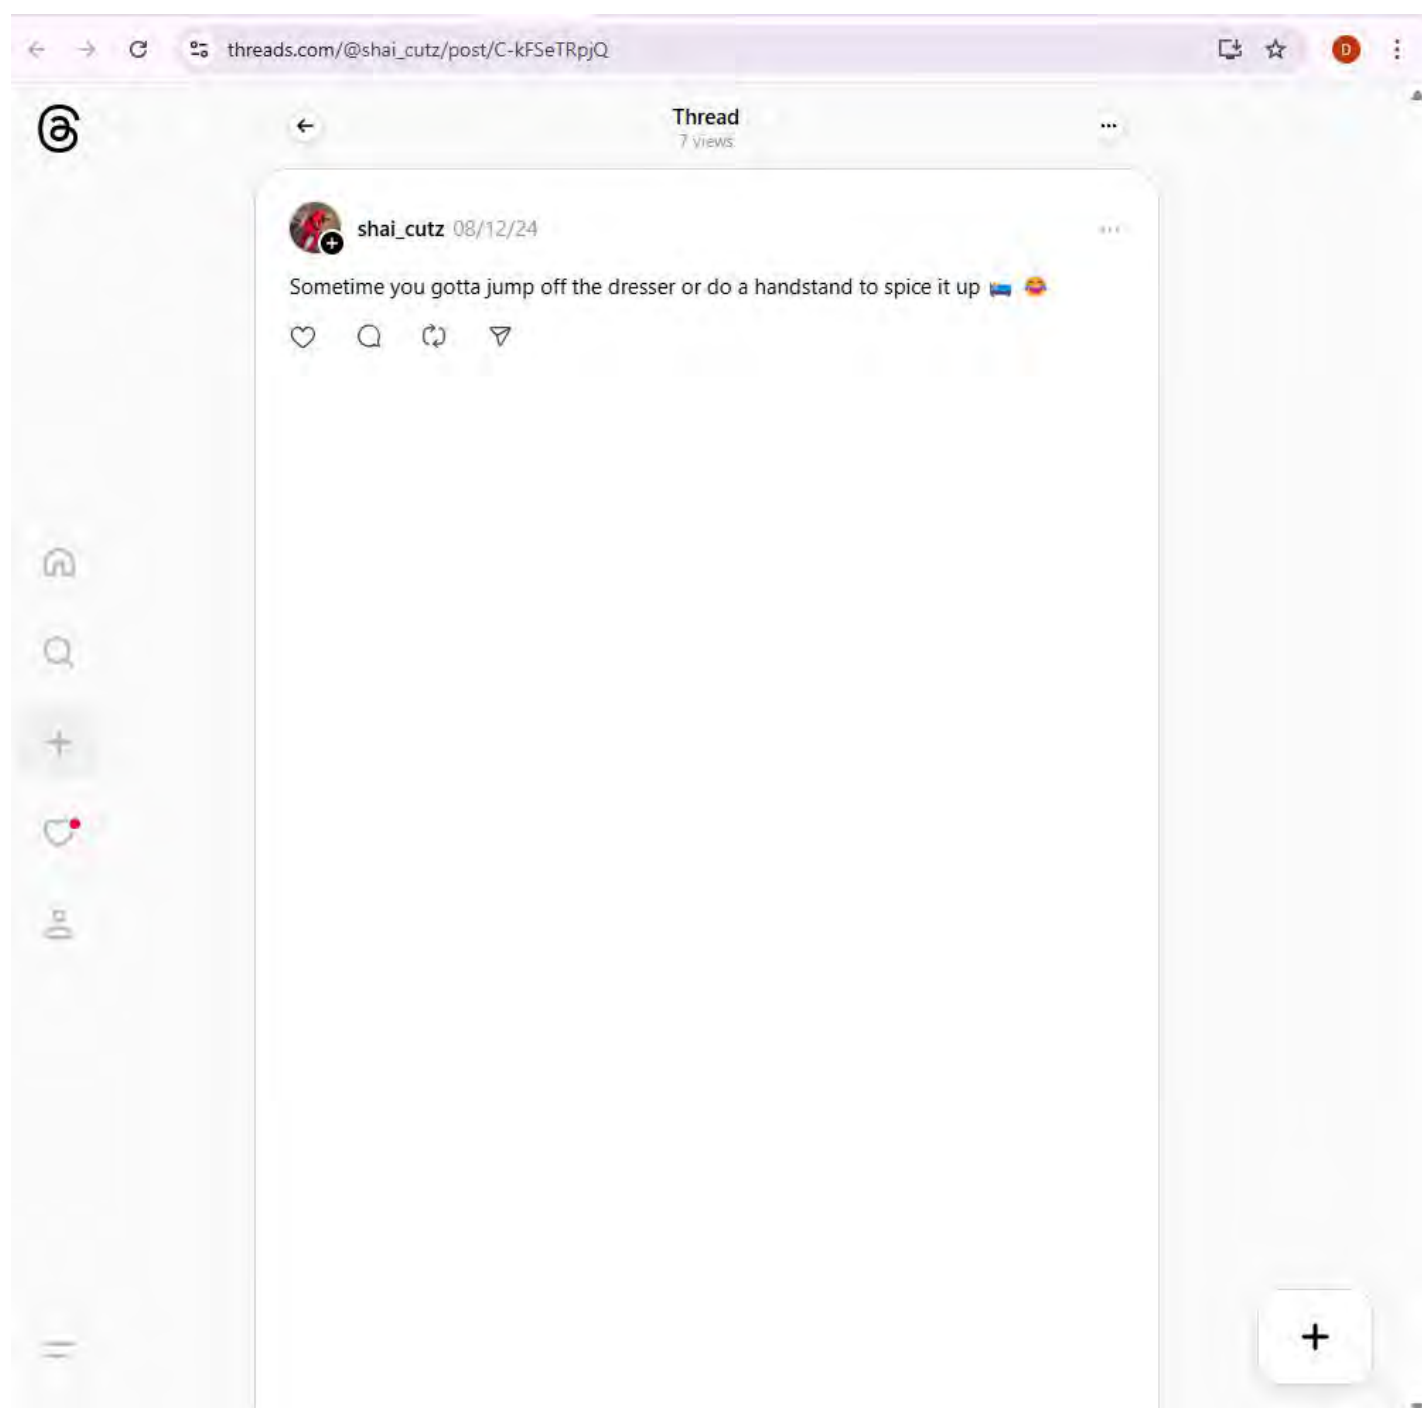 threads.com/@shai_cutz/post/C-kFSeTRpjQ
D
Thread
7 views
shai_cutz 08/12/24
Sometime you gotta jump off the dresser or do a handstand to spice it up 🛏️ 😂